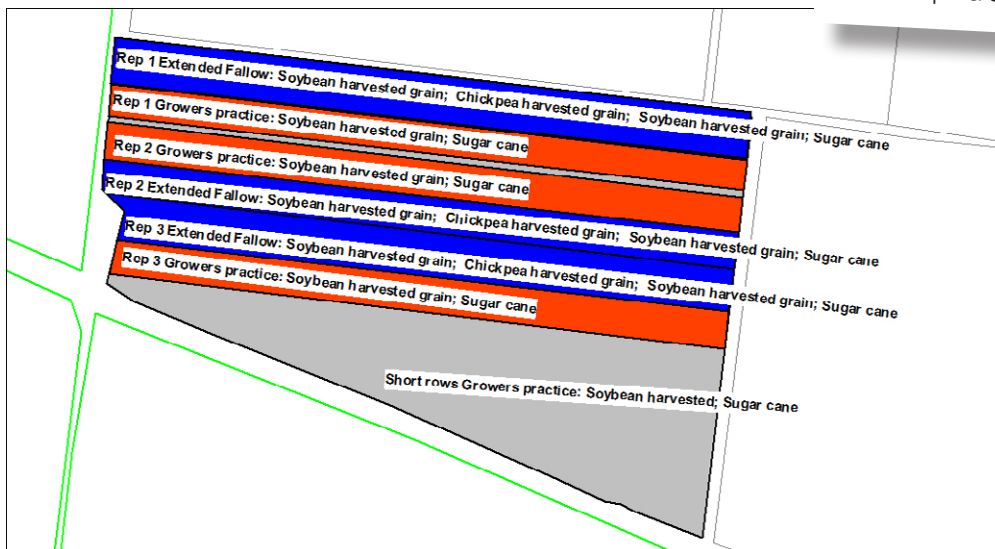 Rep 1 Extended Fallow: Soybean harvested grain; Chickpea harvested grain; Soybean harvested grain; Sugar cane
Rep 1 Growers practice: Soybean harvested grain; Sugar cane
Rep 2 Growers practice: Soybean harvested grain; Sugar cane
Rep 2 Extended Fallow: Soybean harvested grain; Chickpea harvested grain; Soybean harvested grain; Sugar cane
Rep 3 Extended Fallow: Soybean harvested grain; Chickpea harvested grain; Soybean harvested grain; Sugar cane
Rep 3 Growers practice: Soybean harvested grain; Sugar cane
Short rows Growers practice: Soybean harvested; Sugar cane